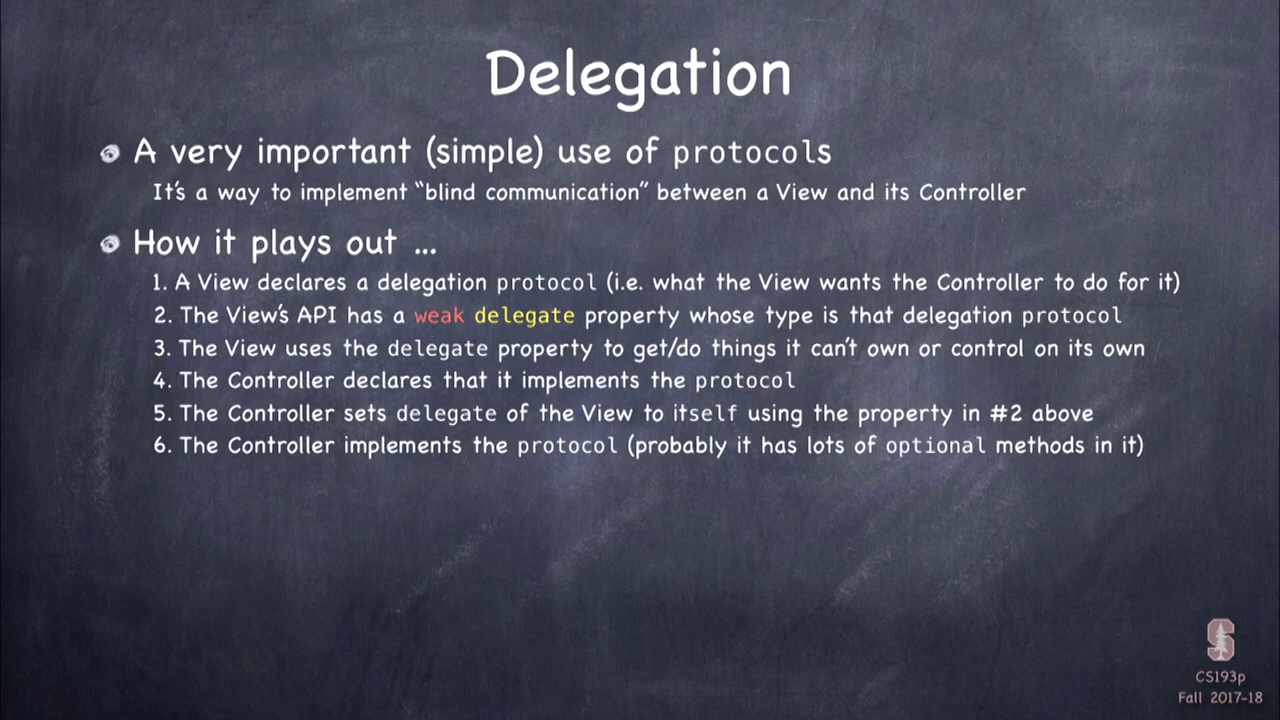 Delegation
A very important (simple) use of protocols
It's a way to implement “blind communication” between a View and its Controller
How it plays out ...
1. A View declares a delegation protocol (i.e. what the View wants the Controller to do for it)
2. The View's API has a weak delegate property whose type is that delegation protocol
3. The View uses the delegate property to get/do things it can't own or control on its own
4. The Controller declares that it implements the protocol
5. The Controller sets delegate of the View to itself using the property in #2 above
6. The Controller implements the protocol (probably it has lots of optional methods in it)
S
CS193p
Fall 2017-18